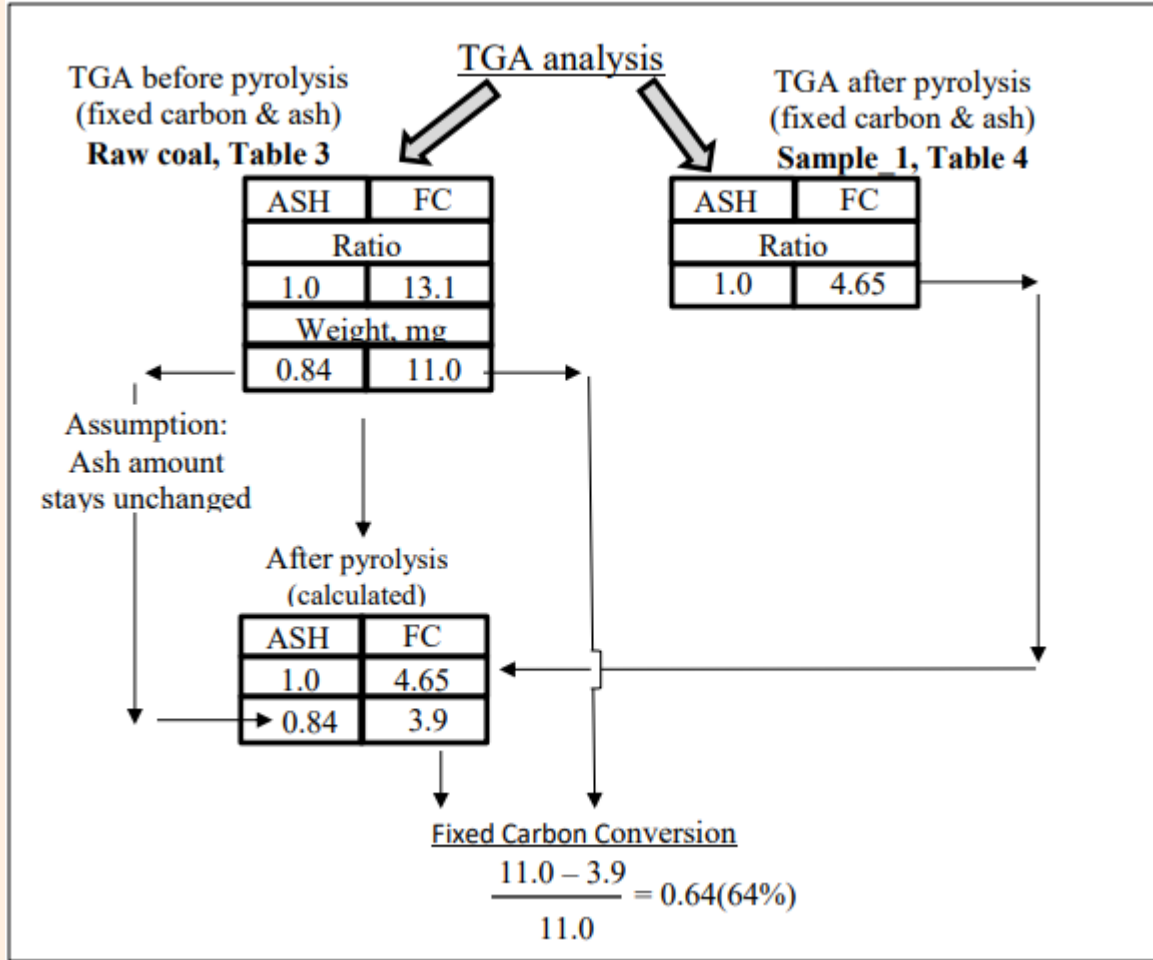 TGA analysis
TGA before pyrolysis
(fixed carbon & ash)
Raw coal, Table 3
ASH FC
Ratio
1.0 13.1
Weight, mg
0.84 11.0
TGA after pyrolysis
(fixed carbon & ash)
Sample_1, Table 4
ASH FC
Ratio
1.0 4.65
Assumption:
Ash amount
stays unchanged
After pyrolysis
(calculated)
ASH FC
1.0 4.65
0.84 3.9
Fixed Carbon Conversion
11.0 – 3.9
= 0.64(64%)
11.0